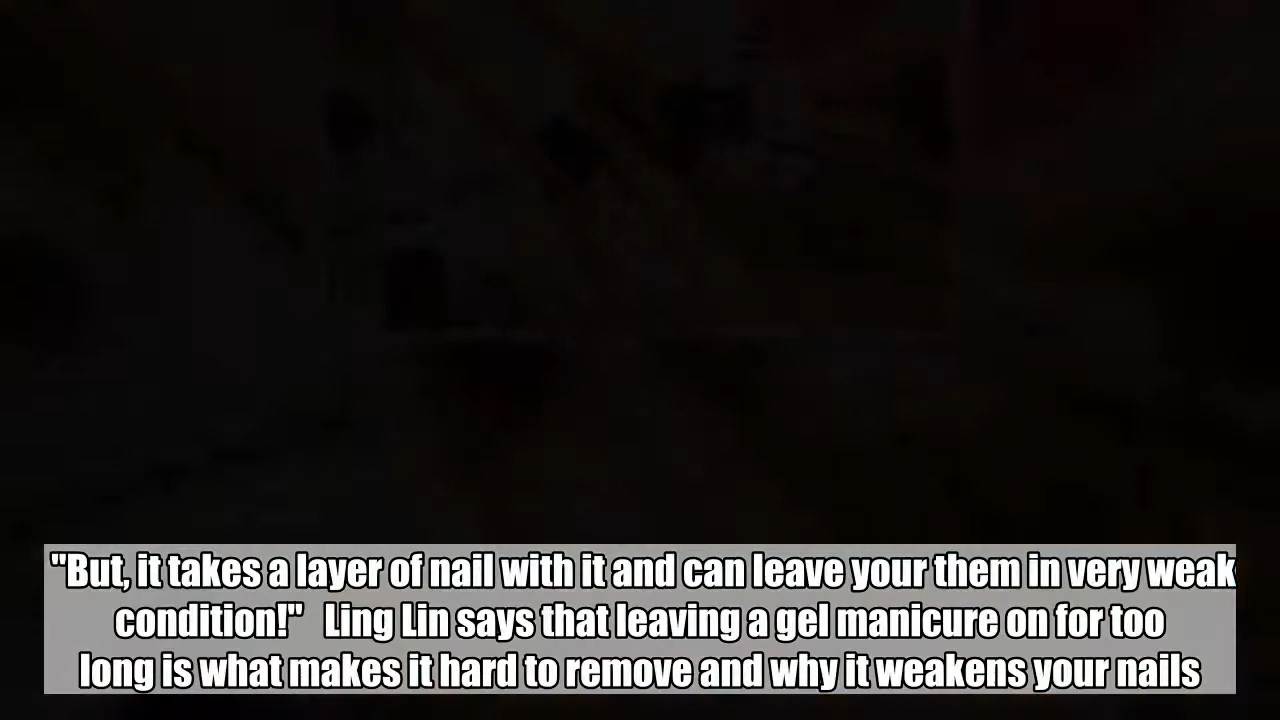 "But, it takes a layer of nail with it and can leave your them in very weak
condition!"   Ling Lin says that leaving a gel manicure on for too
long is what makes it hard to remove and why it weakens your nails